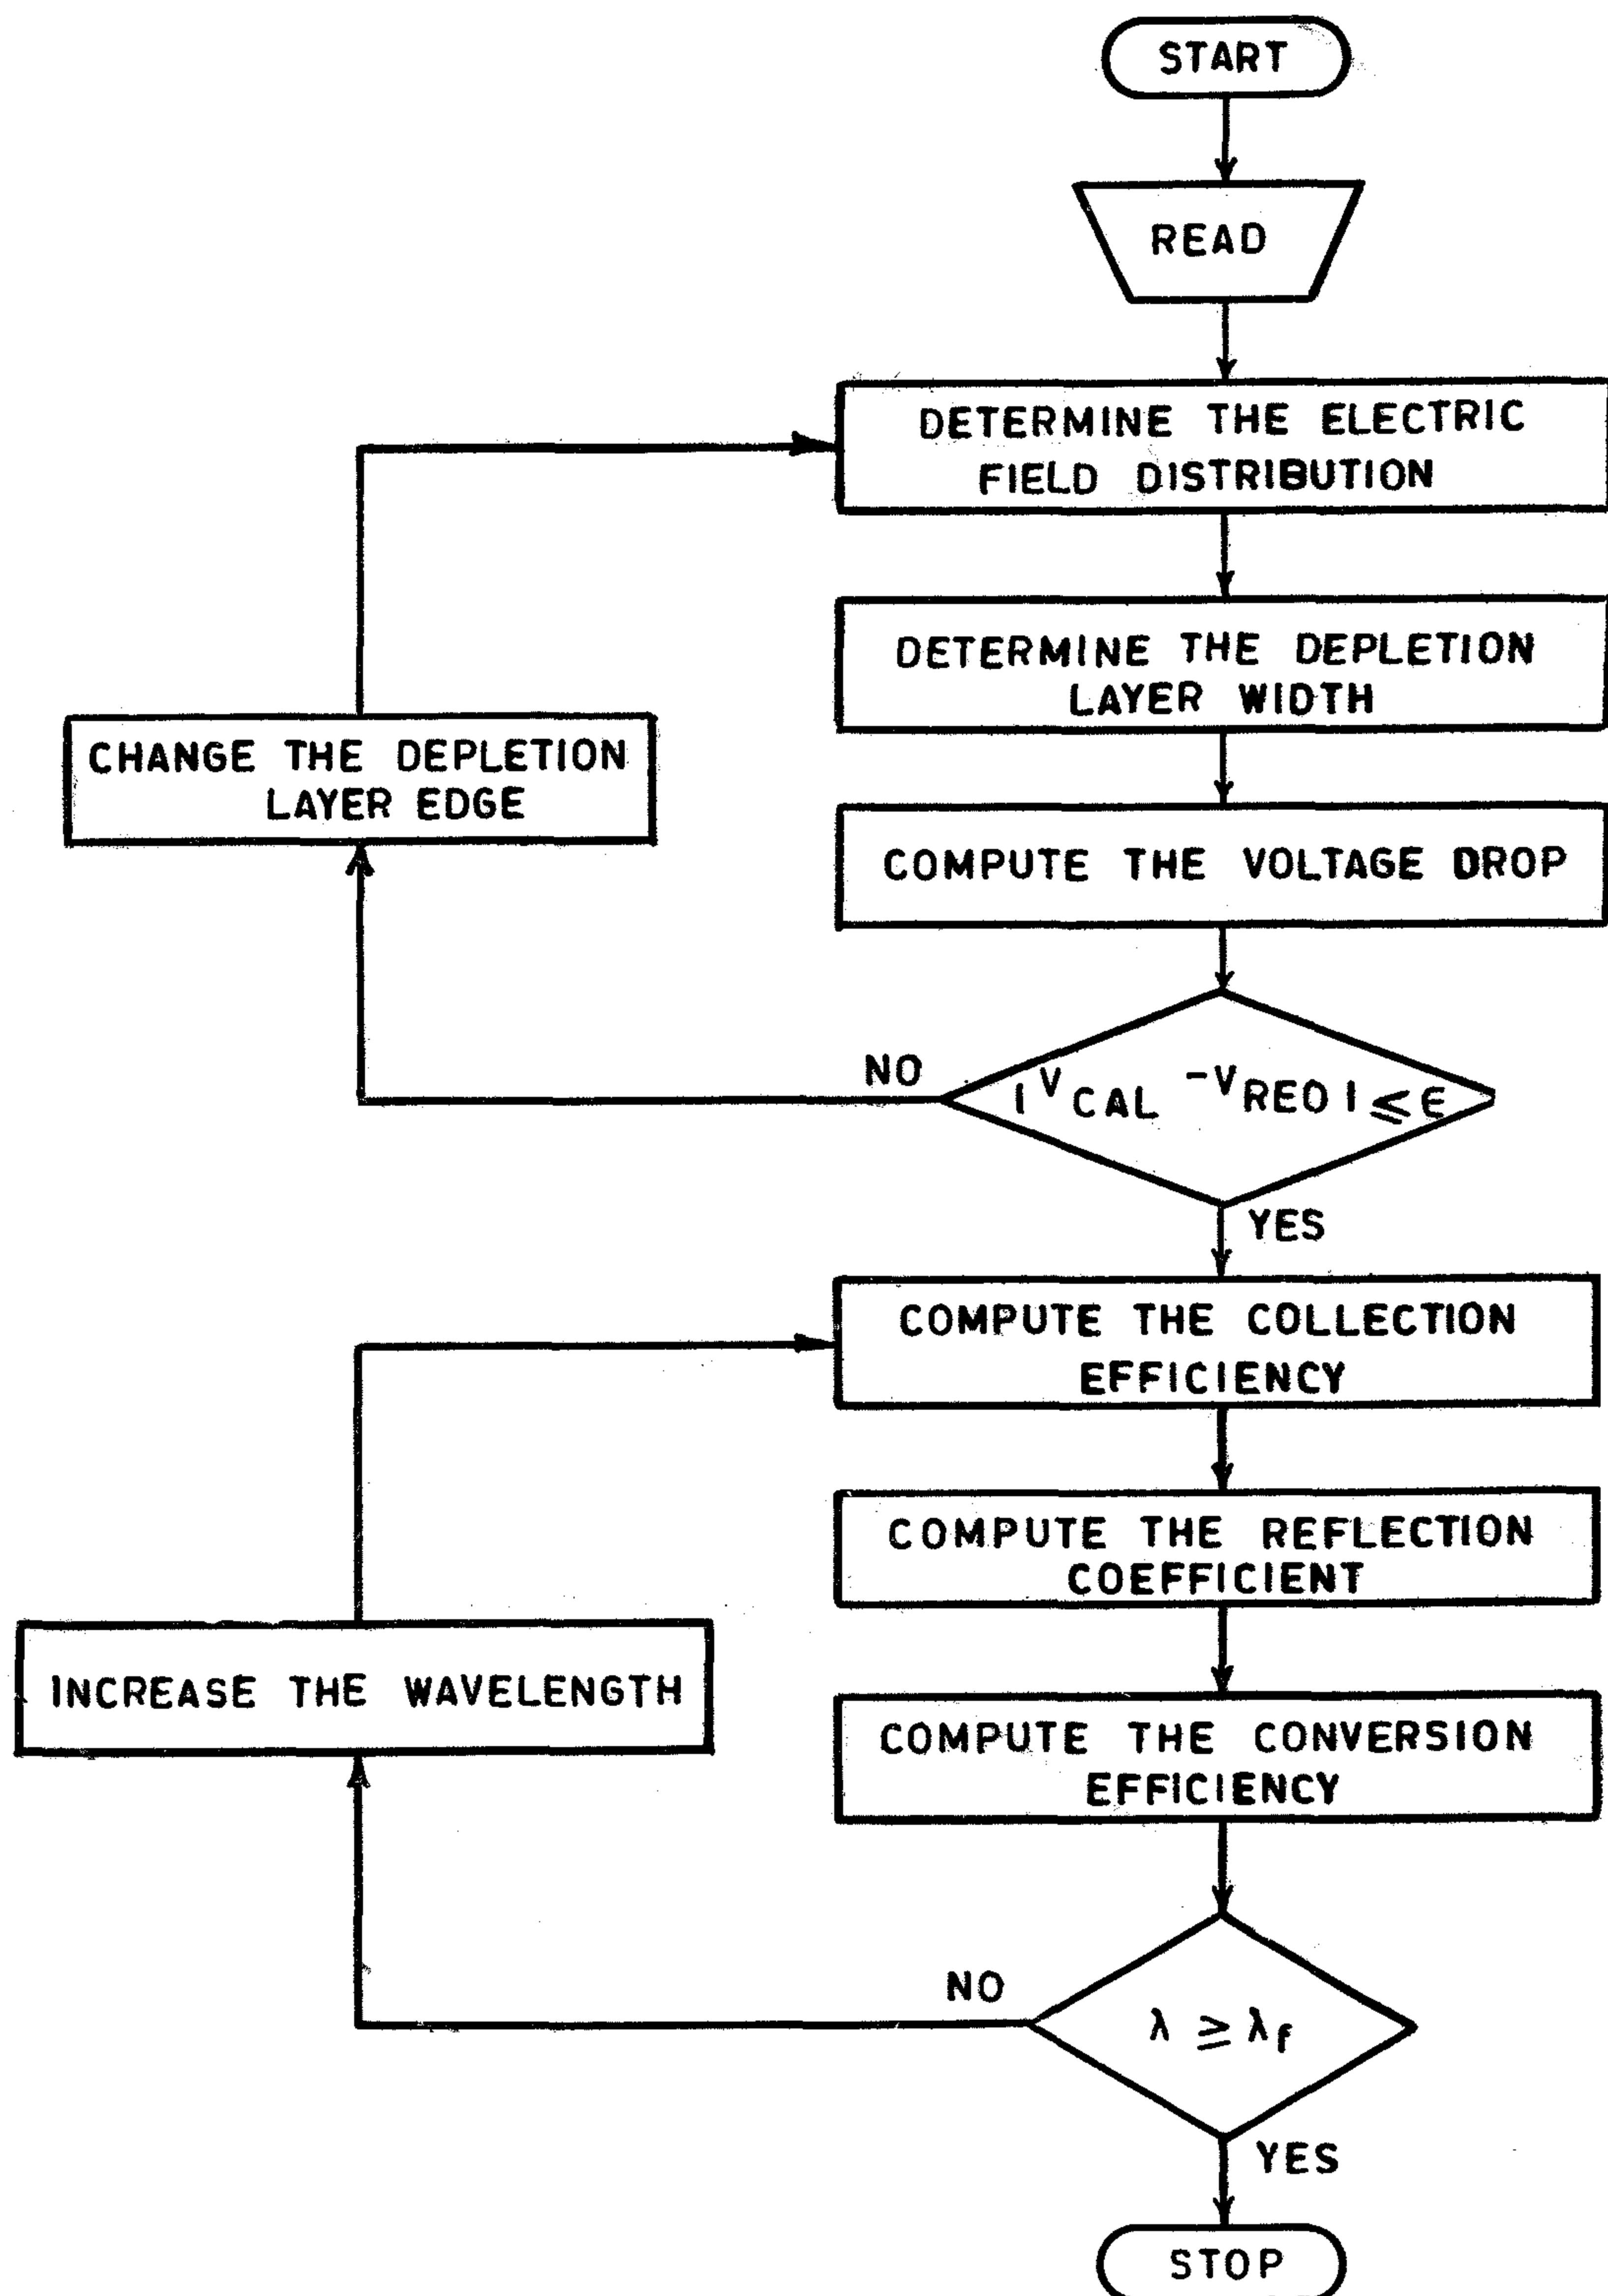 START
READ
DETERMINE THE ELECTRIC
FIELD DISTRIBUTION
DETERMINE THE DEPLETION
LAYER WIDTH
CHANGE THE DEPLETION
LAYER EDGE
COMPUTE THE VOLTAGE DROP
NO
|V CAL -V REO| ≤ ϵ
YES
COMPUTE THE COLLECTION
EFFICIENCY
COMPUTE THE REFLECTION
COEFFICIENT
INCREASE THE WAVELENGTH
COMPUTE THE CONVERSION
EFFICIENCY
NO
λ ≥ λf
YES
STOP